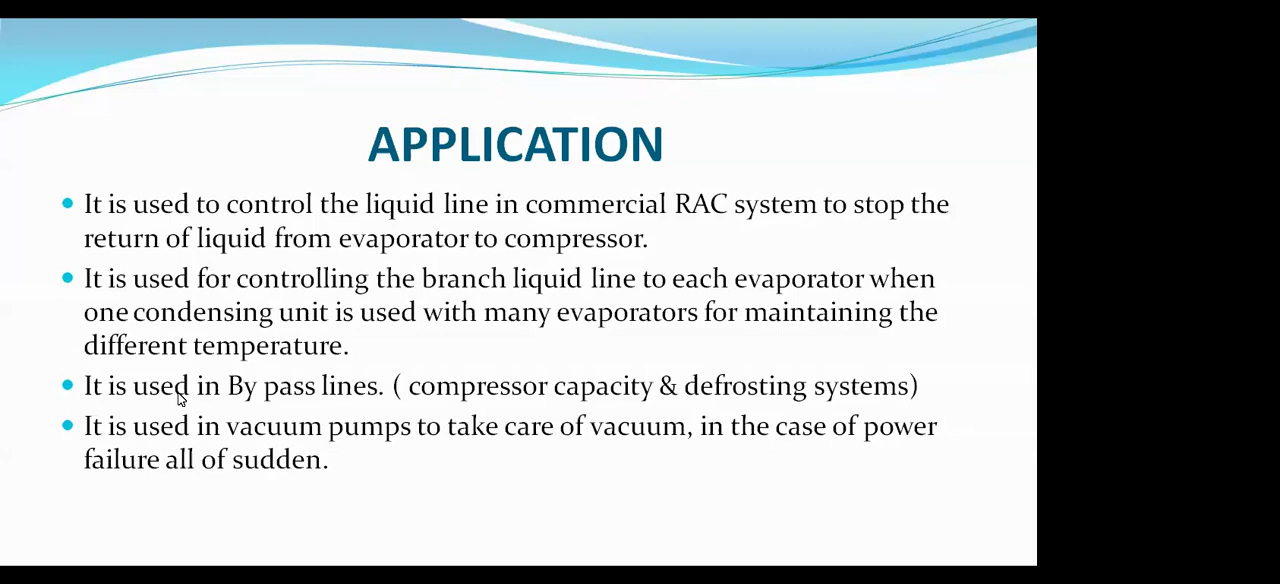 APPLICATION
• It is used to control the liquid line in commercial RAC system to stop the
return of liquid from evaporator to compressor.
• It is used for controlling the branch liquid line to each evaporator when
one condensing unit is used with many evaporators for maintaining the
different temperature.
• It is used in By pass lines. ( compressor capacity & defrosting systems)
• It is used in vacuum pumps to take care of vacuum, in the case of power
failure all of sudden.